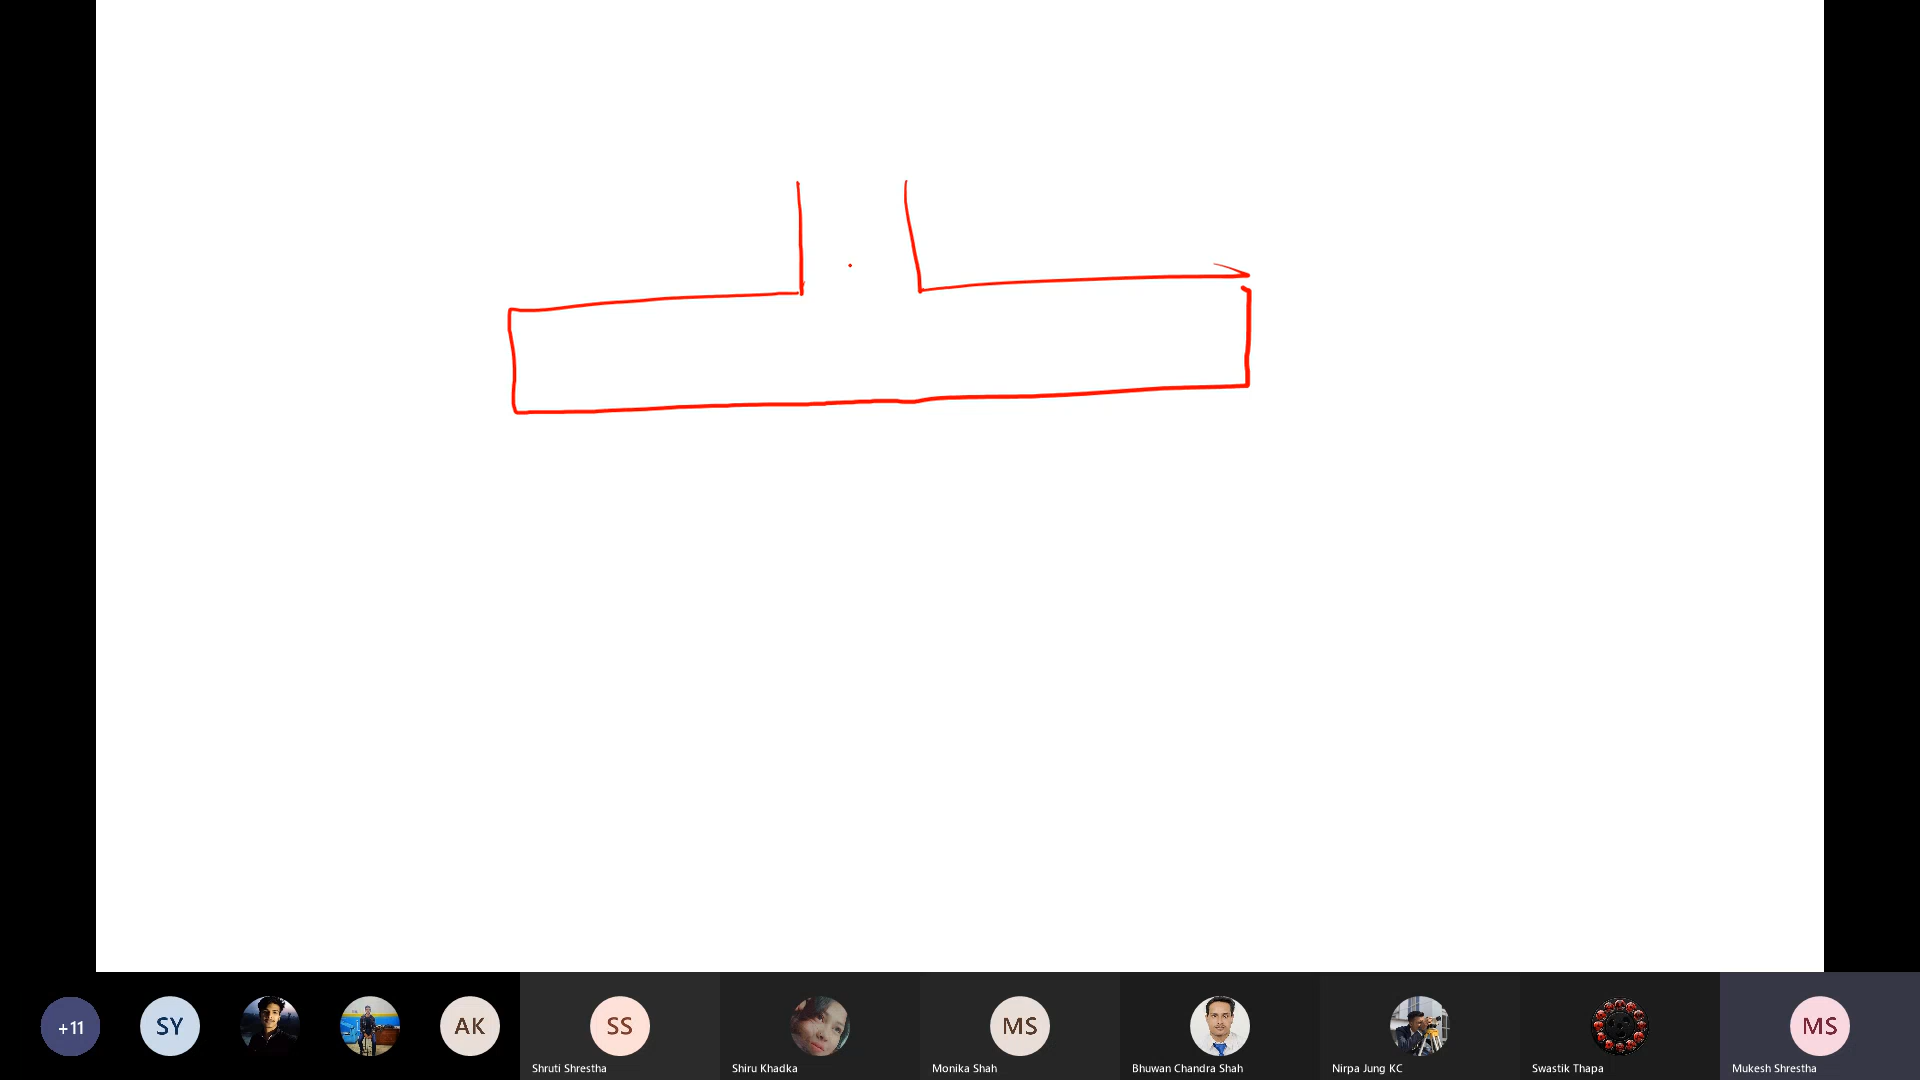 +11
SY
AK
SS
MS
MS
Shruti Shrestha
Shiru Khadka
Monika Shah
Bhuwan Chandra Shah
Nirpa Jung KC
Swastik Thapa
Mukesh Shrestha